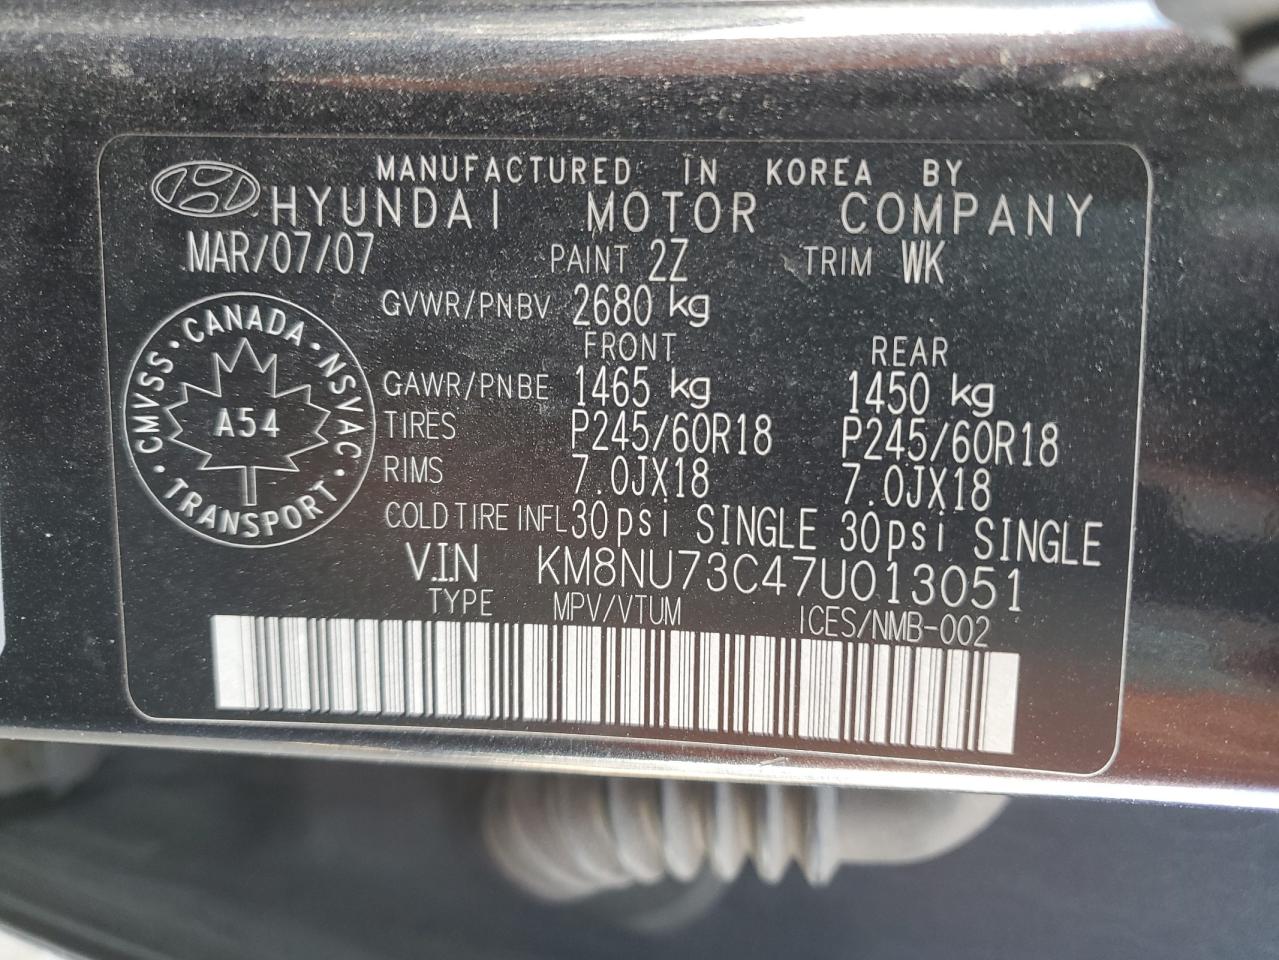 MANUFACTURED IN KOREA BY
HYUNDAI MOTOR COMPANY
MAR/07/07 PAINT 2Z TRIM WK
GVWR/PNBV 2680 kg
FRONT REAR
GAWR/PNBE 1465 kg 1450 kg
TIRES P245/60R18 P245/60R18
RIMS 7.0JX18 7.0JX18
COLD TIRE INFL 30psi SINGLE 30psi SINGLE
V.I.N KM8NU73C47U013051
TYPE MPV/VTUM ICES/NMB-002
CMVSS · CANADA · NSVAC · TRANSPORT ·
A54